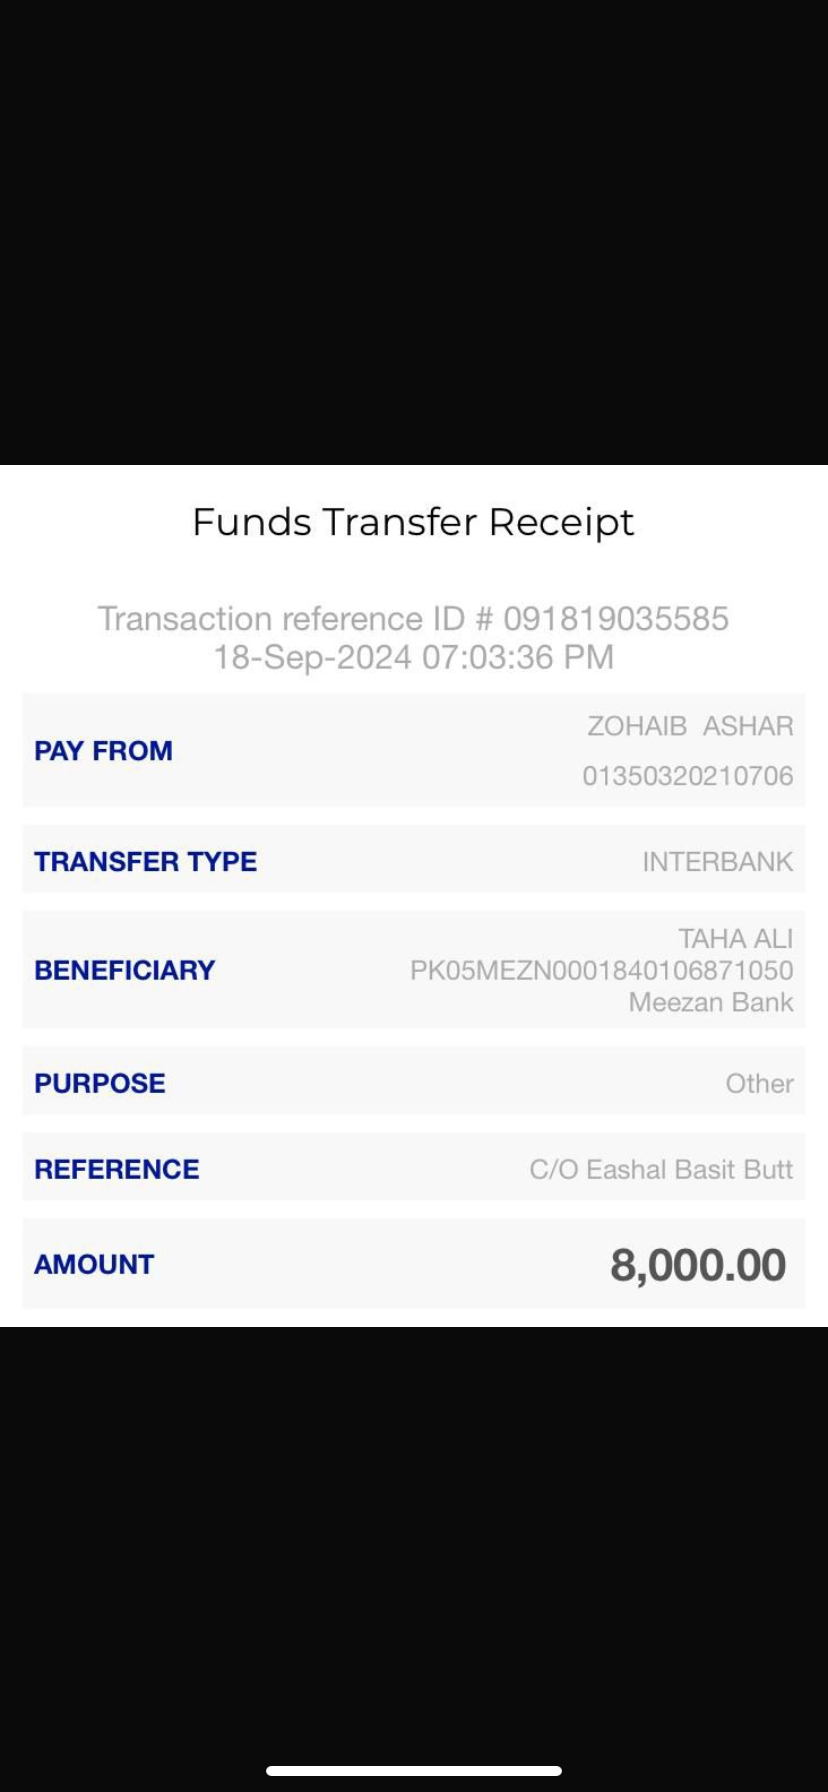 Funds Transfer Receipt
Transaction reference ID # 091819035585
18-Sep-2024 07:03:36 PM
PAY FROM
ZOHAIB  ASHAR
01350320210706
TRANSFER TYPE
INTERBANK
BENEFICIARY
TAHA ALI
PK05MEZN0001840106871050
Meezan Bank
PURPOSE
Other
REFERENCE
C/O Eashal Basit Butt
AMOUNT
8,000.00